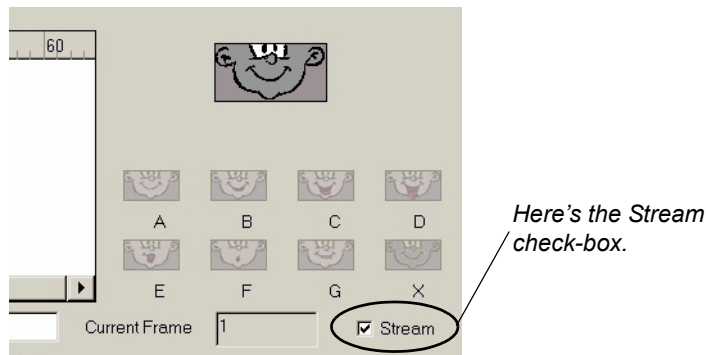 60
A B C D
Here's the Stream
check-box.
E F G X
Current Frame 1 Stream